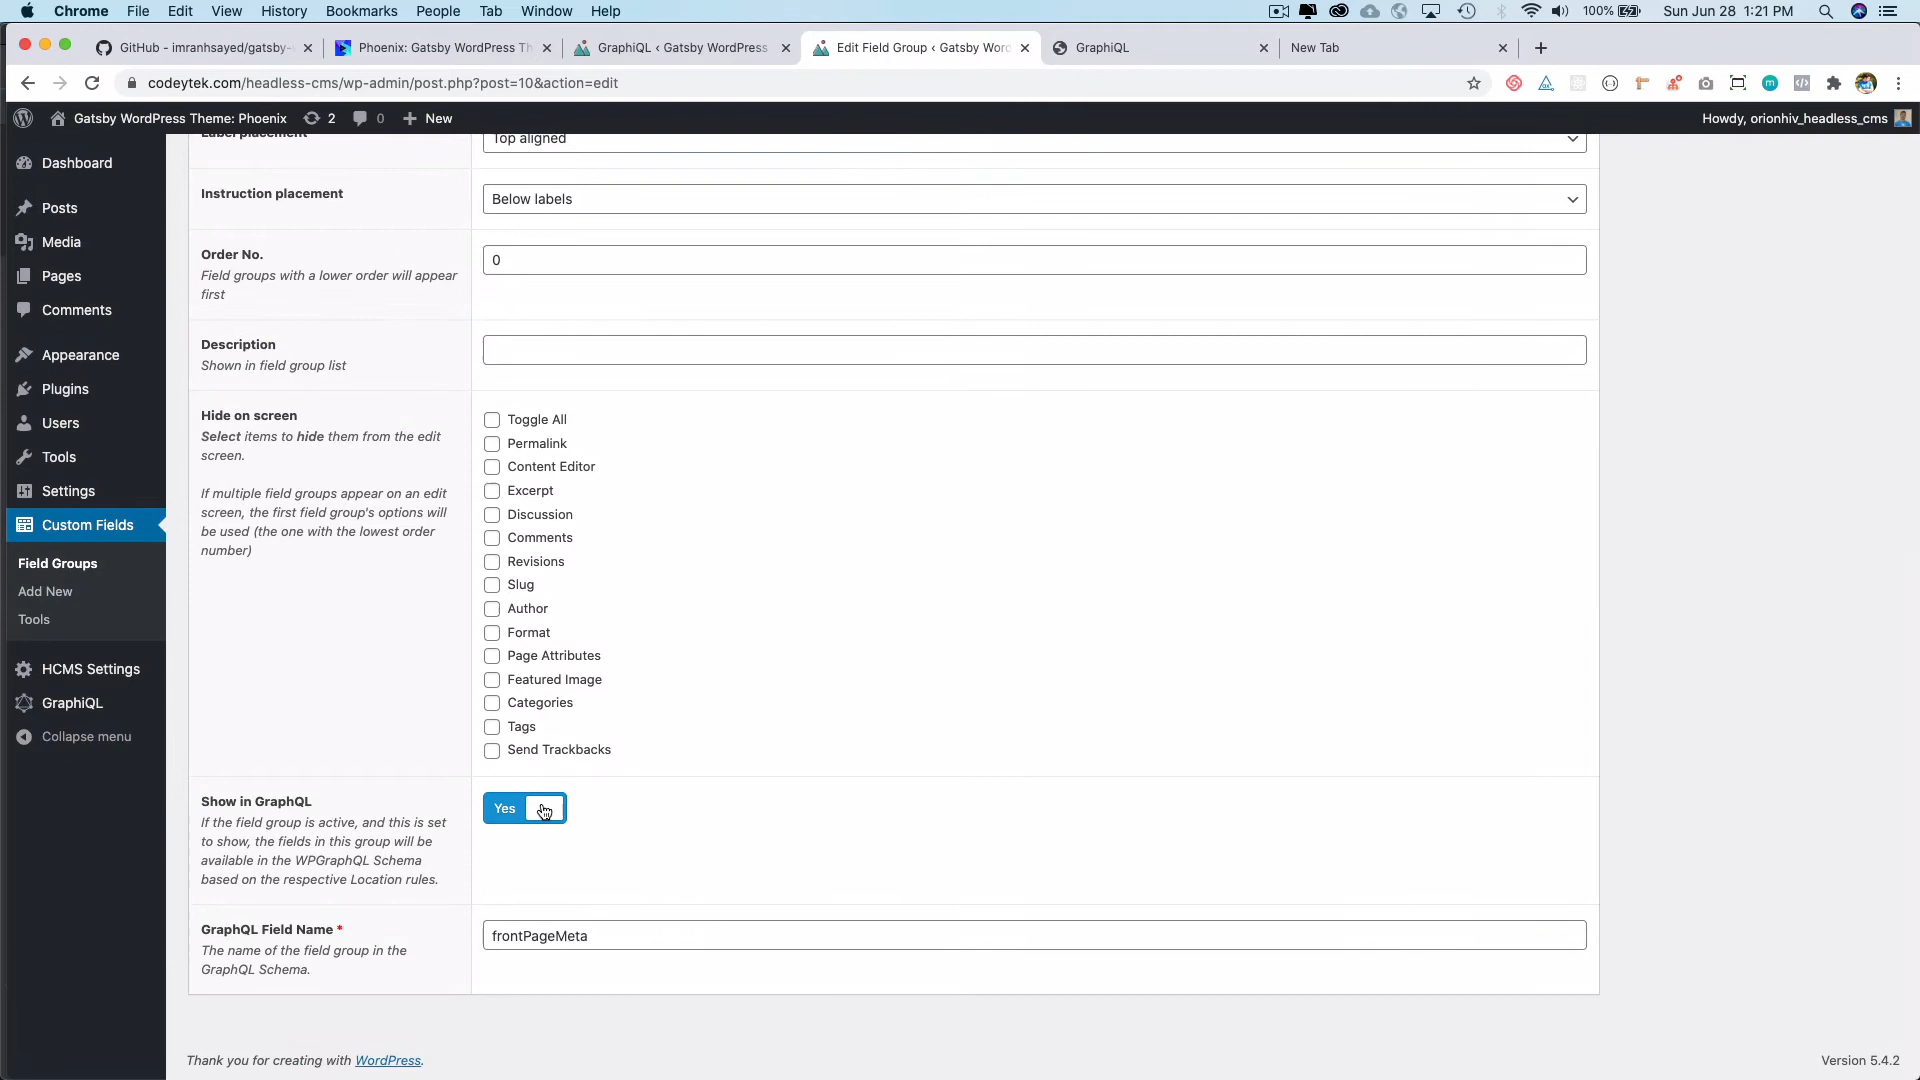 Chrome File Edit View History Bookmarks People Tab Window Help 100% Sun Jun 28 1:21 PM
GitHub - imranhsayed/gatsby- Phoenix: Gatsby WordPress Th GraphiQL ‹ Gatsby WordPress Edit Field Group ‹ Gatsby Word GraphiQL New Tab
codeytek.com/headless-cms/wp-admin/post.php?post=10&action=edit
Gatsby WordPress Theme: Phoenix 2 0 New Howdy, orionhiv_headless_cms
Dashboard
Posts
Media
Pages
Comments
Appearance
Plugins
Users
Tools
Settings
Custom Fields
Field Groups
Add New
Tools
HCMS Settings
GraphiQL
Collapse menu
Label placement
Top aligned
Instruction placement
Below labels
Order No.
Field groups with a lower order will appear
first
0
Description
Shown in field group list
Hide on screen
Select items to hide them from the edit
screen.
If multiple field groups appear on an edit
screen, the first field group's options will
be used (the one with the lowest order
number)
Toggle All
Permalink
Content Editor
Excerpt
Discussion
Comments
Revisions
Slug
Author
Format
Page Attributes
Featured Image
Categories
Tags
Send Trackbacks
Show in GraphQL
If the field group is active, and this is set
to show, the fields in this group will be
available in the WPGraphQL Schema
based on the respective Location rules.
Yes
GraphQL Field Name *
The name of the field group in the
GraphQL Schema.
frontPageMeta
Thank you for creating with WordPress.
Version 5.4.2